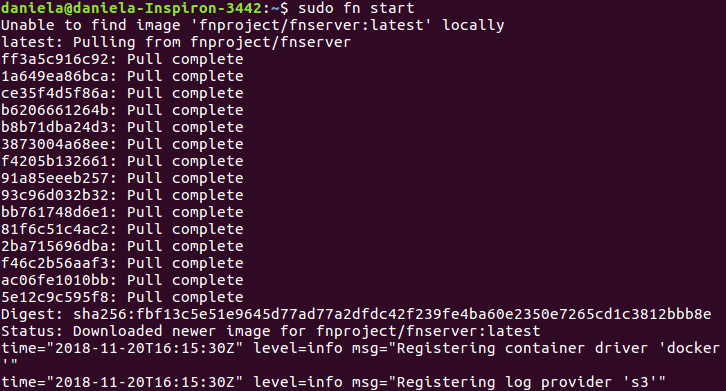 daniela@daniela-Inspiron-3442:~$ sudo fn start
Unable to find image 'fnproject/fnserver:latest' locally
latest: Pulling from fnproject/fnserver
ff3a5c916c92: Pull complete
1a649ea86bca: Pull complete
ce35f4d5f86a: Pull complete
b6206661264b: Pull complete
b8b71dba24d3: Pull complete
3873004a68ee: Pull complete
f4205b132661: Pull complete
91a85eeeb257: Pull complete
93c96d032b32: Pull complete
bb761748d6e1: Pull complete
81f6c51c4ac2: Pull complete
2ba715696dba: Pull complete
f46c2b56aaf3: Pull complete
ac06fe1010bb: Pull complete
5e12c9c595f8: Pull complete
Digest: sha256:fbf13c5e51e9645d77ad77a2dfdc42f239fe4ba60e2350e7265cd1c3812bbb8e
Status: Downloaded newer image for fnproject/fnserver:latest
time="2018-11-20T16:15:30Z" level=info msg="Registering container driver 'docker
'"
time="2018-11-20T16:15:30Z" level=info msg="Registering log provider 's3'"